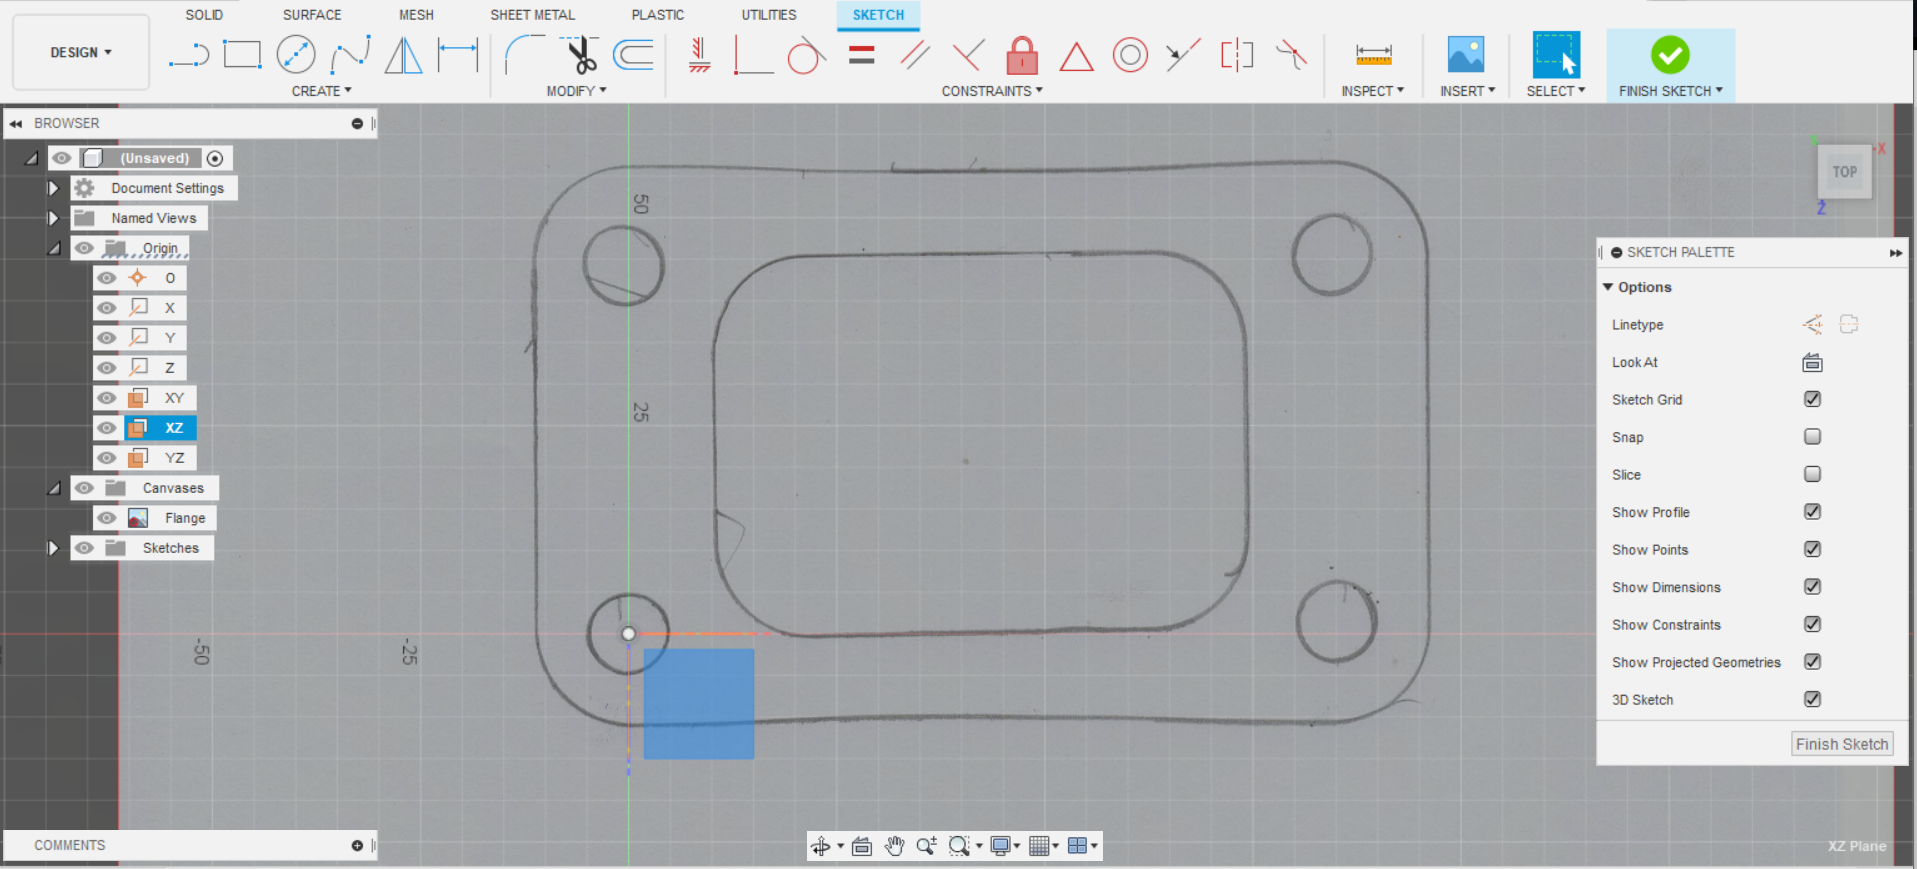 SOLID SURFACE MESH SHEET METAL PLASTIC UTILITIES SKETCH
DESIGN
CREATE MODIFY CONSTRAINTS INSPECT INSERT SELECT FINISH SKETCH
BROWSER
(Unsaved)
Document Settings
Named Views
Origin
O
X
Y
Z
XY
XZ
YZ
Canvases
Flange
Sketches
50
25
-50
-25
X
TOP
Z
SKETCH PALETTE
Options
Linetype
Look At
Sketch Grid
Snap
Slice
Show Profile
Show Points
Show Dimensions
Show Constraints
Show Projected Geometries
3D Sketch
Finish Sketch
COMMENTS
XZ Plane